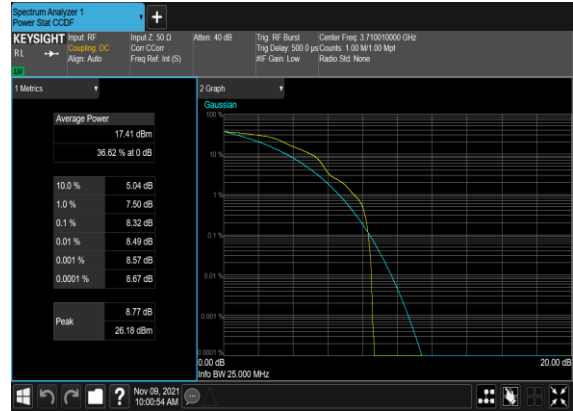 Spectrum Analyzer 1
Power Stat CCDF
+
KEYSIGHT
R L
LXI
Input: RF
Coupling: DC
Align: Auto
Input Z: 50 Ω
Corr CCorr
Freq Ref: Int (S)
Atten: 40 dB
Trig: RF Burst
Trig Delay: 500.0 µs
#IF Gain: Low
Center Freq: 3.710010000 GHz
Counts: 1.00 M/1.00 Mpt
Radio Std: None
1 Metrics
Average Power
17.41 dBm
36.62 % at 0 dB
10.0 % 5.04 dB
1.0 % 7.50 dB
0.1 % 8.32 dB
0.01 % 8.49 dB
0.001 % 8.57 dB
0.0001 % 8.67 dB
Peak
8.77 dB
26.18 dBm
2 Graph
Gaussian
100 %
10 %
1 %
0.1 %
0.01 %
0.001 %
0.0001 %
0.00 dB
20.00 dB
Info BW 25.000 MHz
?
Nov 09, 2021
10:00:54 AM